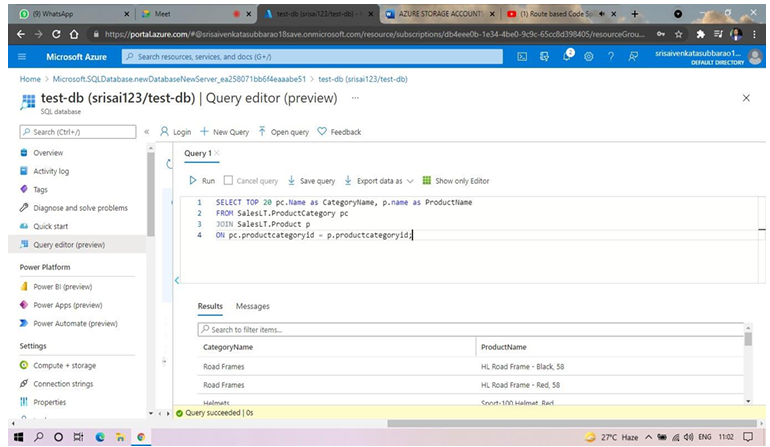 (9) WhatsApp
Meet
test-db (srisai123/test-db) -
AZURE STORAGE ACCOUNT
(1) Route based Code S
https://portal.azure.com/#@srisaivenkatasubbarao18save.onmicrosoft.com/resource/subscriptions/db4eee0b-1e34-4be0-9c9c-65cc8d398405/resourceGrou...
Microsoft Azure
Search resources, services, and docs (G+/)
2
srisaivenkatasubbarao1...
DEFAULT DIRECTORY
Home > Microsoft.SQLDatabase.newDatabaseNewServer_ea258071bb6f4eaaabe51 > test-db (srisai123/test-db)
test-db (srisai123/test-db) | Query editor (preview) ...
SQL database
Search (Ctrl+/)
Login
New Query
Open query
Feedback
Overview
Activity log
Tags
Diagnose and solve problems
Quick start
Query editor (preview)
Power Platform
Power BI (preview)
Power Apps (preview)
Power Automate (preview)
Settings
Compute + storage
Connection strings
Properties
Query 1
Run
Cancel query
Save query
Export data as
Show only Editor
1 SELECT TOP 20 pc.Name as CategoryName, p.name as ProductName
2 FROM SalesLT.ProductCategory pc
3 JOIN SalesLT.Product p
4 ON pc.productcategoryid = p.productcategoryid;
Results
Messages
Search to filter items...
CategoryName
ProductName
Road Frames
HL Road Frame - Black, 58
Road Frames
HL Road Frame - Red, 58
Helmets
Sport-100 Helmet, Red
Query succeeded | 0s
27°C Haze
ENG
11:02